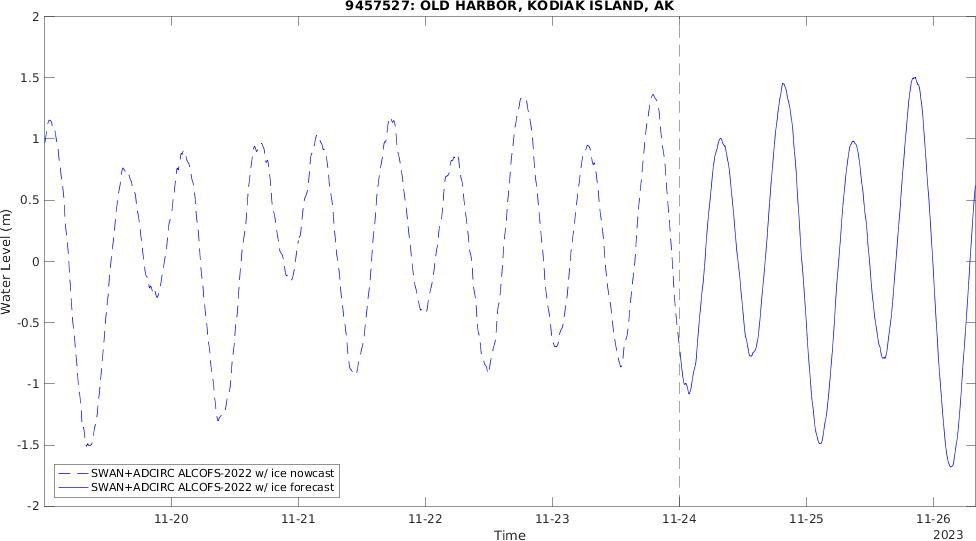 9457527: OLD HARBOR, KODIAK ISLAND, AK
2
1.5
1
0.5
0
-0.5
-1
-1.5
-2
Water Level (m)
SWAN+ADCIRC ALCOFS-2022 w/ ice nowcast
SWAN+ADCIRC ALCOFS-2022 w/ ice forecast
11-20 11-21 11-22 11-23 11-24 11-25 11-26
Time
2023